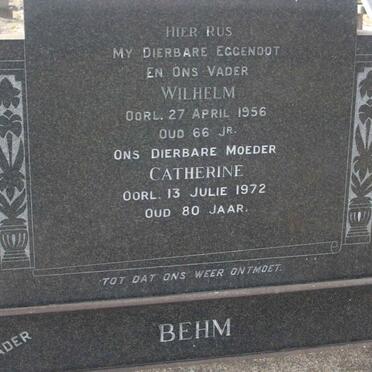 HIER RUS
MY DIERBARE EGGENOOT
EN ONS VADER
WILHELM
OORL. 27 APRIL 1956
OUD 66 JR.
ONS DIERBARE MOEDER
CATHERINE
OORL. 13 JULIE 1972
OUD 80 JAAR.
TOT DAT ONS WEER ONTMOET.
BEHM